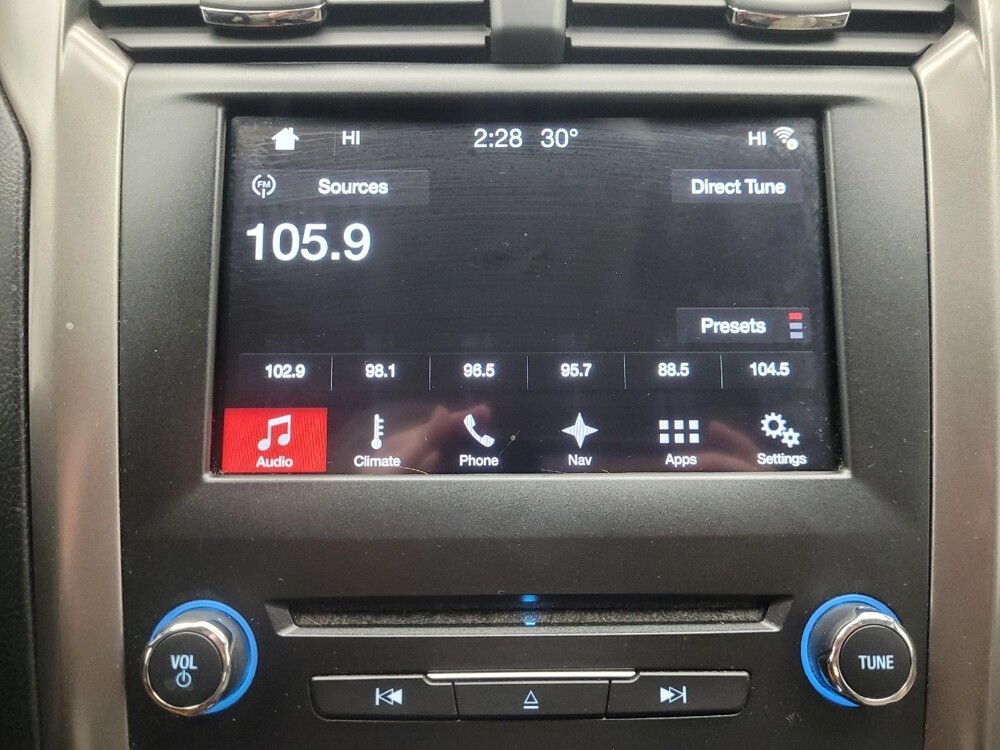 HI 2:28 30° HI
FM Sources Direct Tune
105.9
Presets
102.9 98.1 96.5 95.7 88.5 104.5
Audio Climate Phone Nav Apps Settings
VOL TUNE